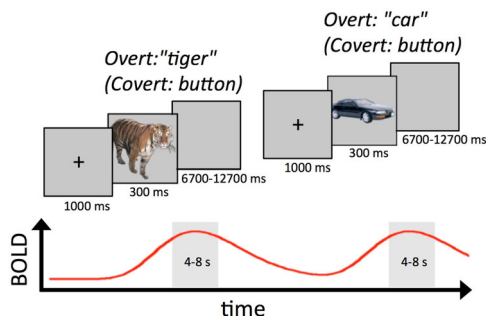 Overt:"tiger"
(Covert: button)
Overt: "car"
(Covert: button)
+
1000 ms
300 ms
6700-12700 ms
+
1000 ms
300 ms
6700-12700 ms
BOLD
4-8 s
4-8 s
time